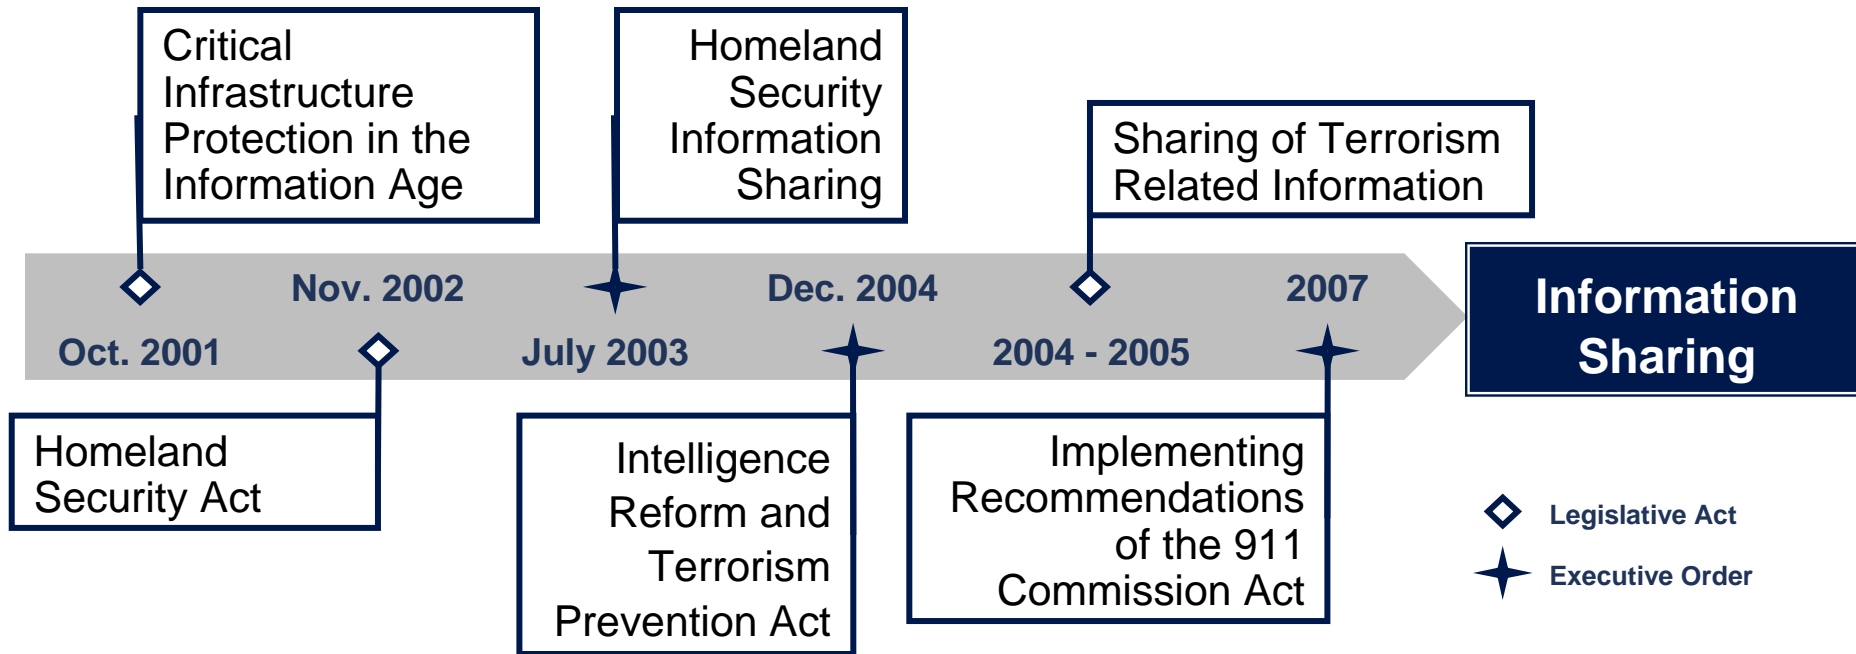 Critical
Infrastructure
Protection in the
Information Age
Homeland
Security
Information
Sharing
Sharing of Terrorism
Related Information
Nov. 2002
Dec. 2004
2007
Oct. 2001
July 2003
2004 - 2005
Information
Sharing
Homeland
Security Act
Intelligence
Reform and
Terrorism
Prevention Act
Implementing
Recommendations
of the 911
Commission Act
Legislative Act
Executive Order